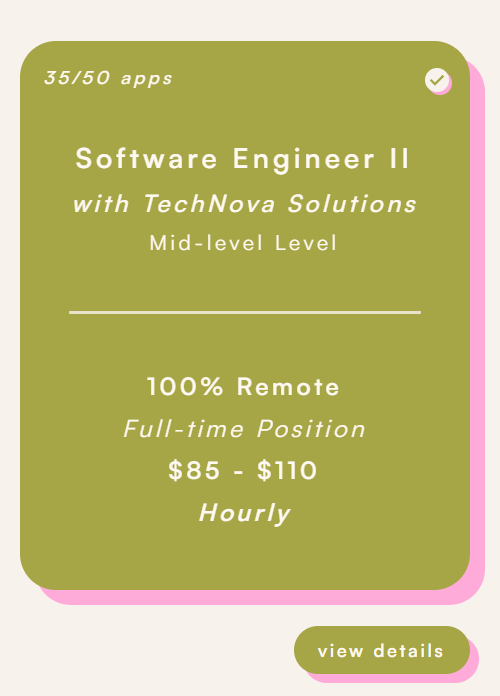 35/50 apps
Software Engineer II
with TechNova Solutions
Mid-level Level
100% Remote
Full-time Position
$85 - $110
Hourly
view details